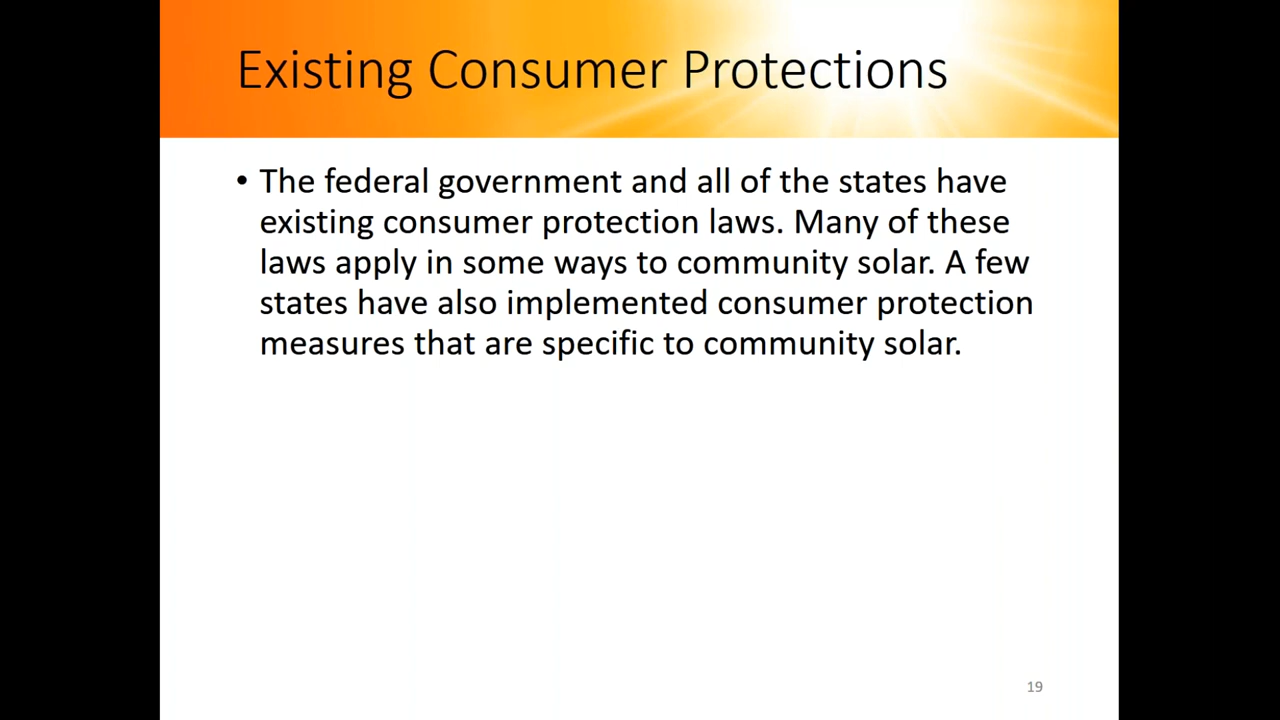 Existing Consumer Protections
• The federal government and all of the states have
existing consumer protection laws. Many of these
laws apply in some ways to community solar. A few
states have also implemented consumer protection
measures that are specific to community solar.
19